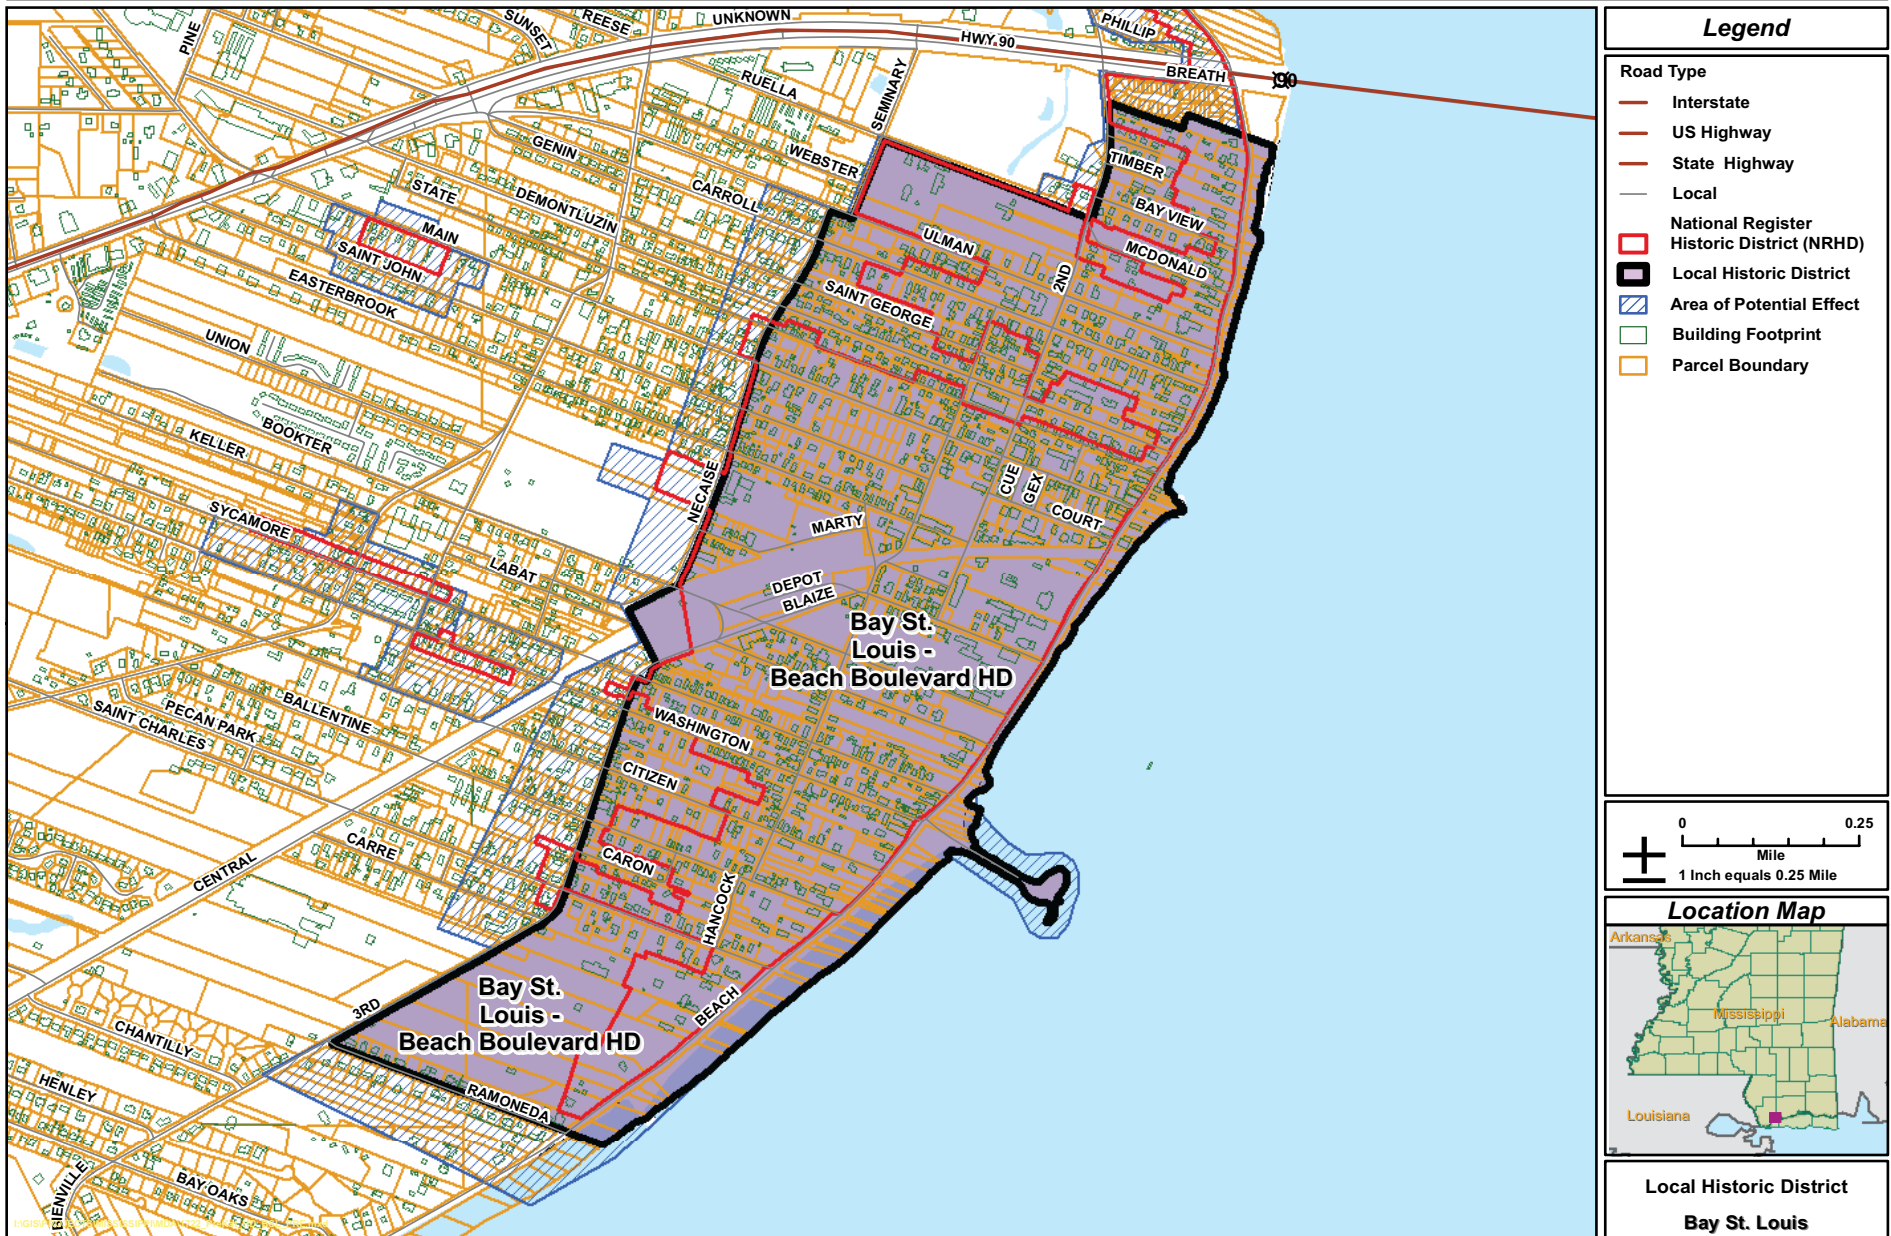 PINE
SUNSET
REESE
UNKNOWN
HWY 90
PHILLIP
BREATH
90
RUELLA
SEMINARY
WEBSTER
GENIN
CARROLL
STATE
DEMONTLUZIN
MAIN
SAINT JOHN
EASTERBROOK
TIMBER
BAY VIEW
MCDONALD
ULMAN
2ND
SAINT GEORGE
UNION
BOOKTER
KELLER
SYCAMORE
LABAT
NECAISE
CUE
GEX
COURT
MARTY
DEPOT
BLAIZE
Bay St.
Louis -
Beach Boulevard HD
BALLENTINE
PECAN PARK
SAINT CHARLES
WASHINGTON
CITIZEN
CARRE
CENTRAL
CARON
HANCOCK
Bay St.
Louis -
Beach Boulevard HD
3RD
BEACH
CHANTILLY
RAMONEDA
HENLEY
BAY OAKS
BIENVILLE
Legend
Road Type
Interstate
US Highway
State Highway
Local
National Register
Historic District (NRHD)
Local Historic District
Area of Potential Effect
Building Footprint
Parcel Boundary
0 0.25
Mile
1 Inch equals 0.25 Mile
Location Map
Arkansas
Mississippi
Alabama
Louisiana
Local Historic District
Bay St. Louis